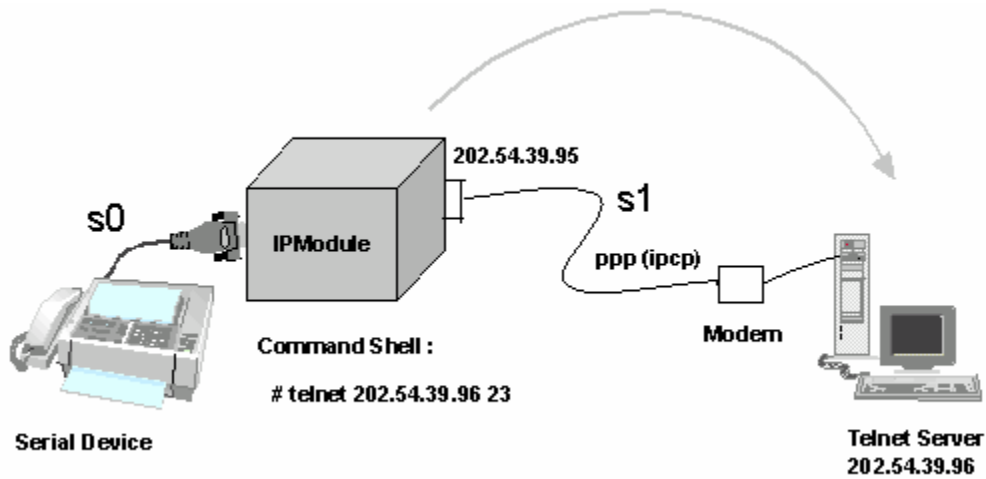 202.54.39.95
s0
s1
IPModule
ppp (ipcp)
Modem
Command Shell :
# telnet 202.54.39.96 23
Serial Device
Telnet Server
202.54.39.96